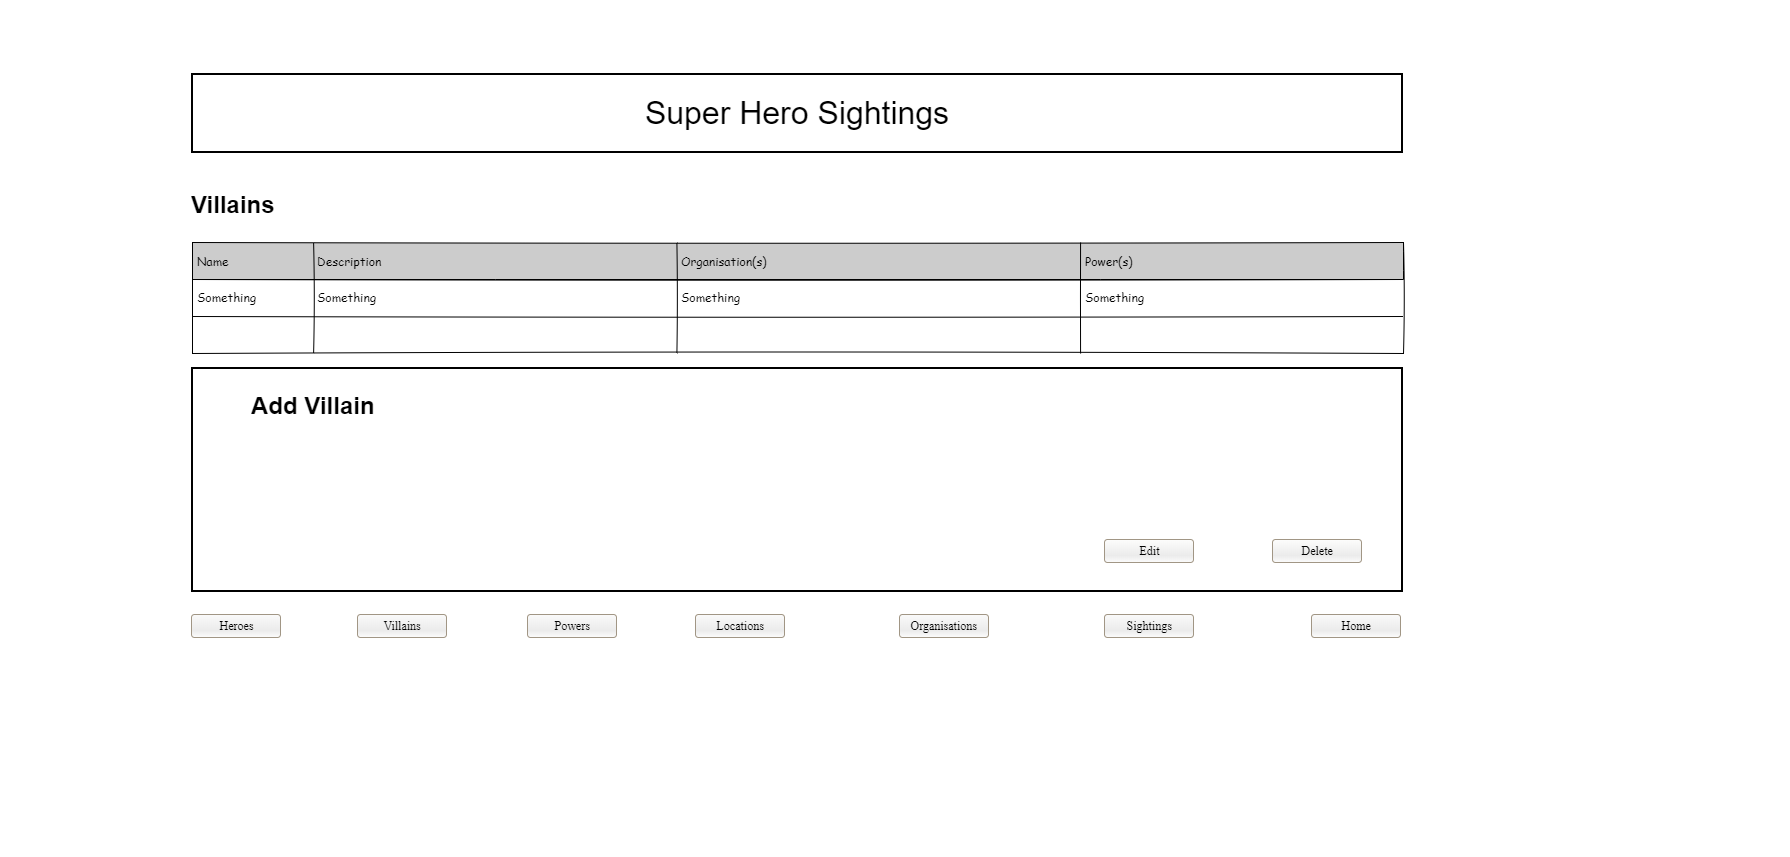 Super Hero Sightings
Villains
Name Description Organisation(s) Power(s)
Something Something Something Something
Add Villain
Edit Delete
Heroes Villains Powers Locations Organisations Sightings Home